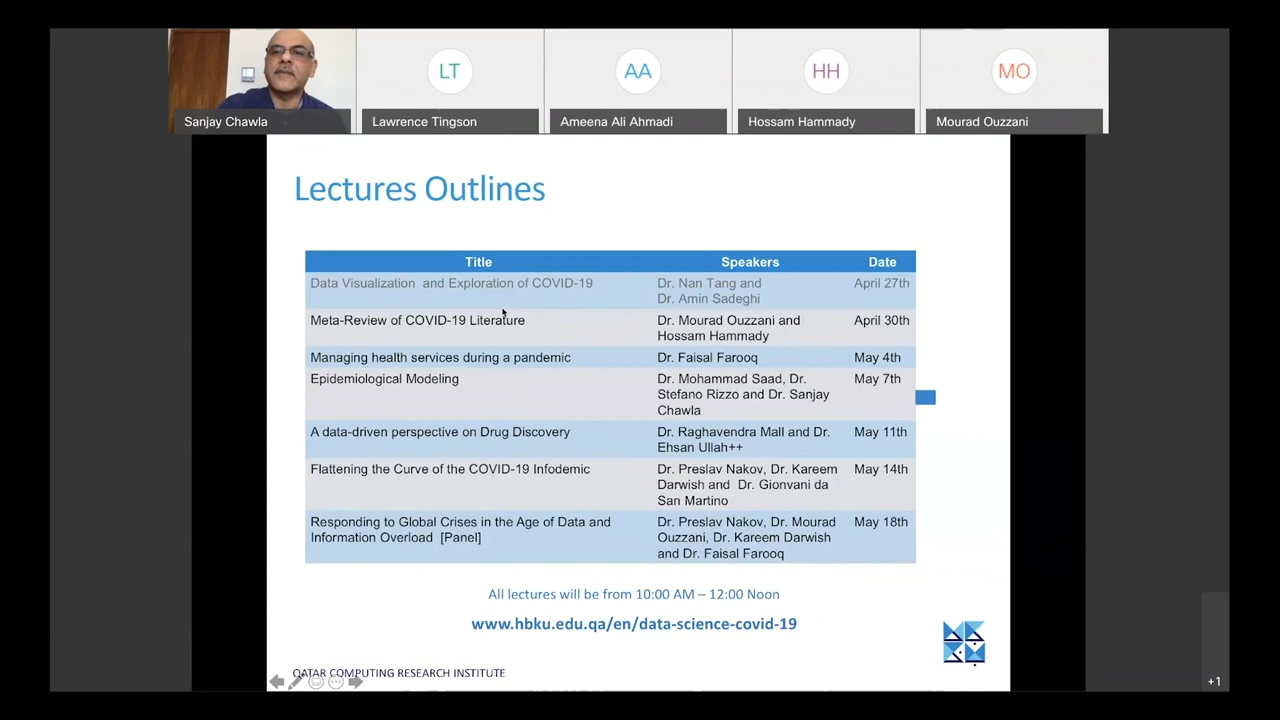 LT
AA
HH
MO
Sanjay Chawla
Lawrence Tingson
Ameena Ali Ahmadi
Hossam Hammady
Mourad Ouzzani
Lectures Outlines
Title Speakers Date
Data Visualization and Exploration of COVID-19 Dr. Nan Tang and April 27th
Dr. Amin Sadeghi
Meta-Review of COVID-19 Literature Dr. Mourad Ouzzani and April 30th
Hossam Hammady
Managing health services during a pandemic Dr. Faisal Farooq May 4th
Epidemiological Modeling Dr. Mohammad Saad, Dr. May 7th
Stefano Rizzo and Dr. Sanjay
Chawla
A data-driven perspective on Drug Discovery Dr. Raghavendra Mall and Dr. May 11th
Ehsan Ullah++
Flattening the Curve of the COVID-19 Infodemic Dr. Preslav Nakov, Dr. Kareem May 14th
Darwish and Dr. Gionvani da
San Martino
Responding to Global Crises in the Age of Data and Dr. Preslav Nakov, Dr. Mourad May 18th
Information Overload [Panel] Ouzzani, Dr. Kareem Darwish
and Dr. Faisal Farooq
All lectures will be from 10:00 AM – 12:00 Noon
www.hbku.edu.qa/en/data-science-covid-19
QATAR COMPUTING RESEARCH INSTITUTE
+1